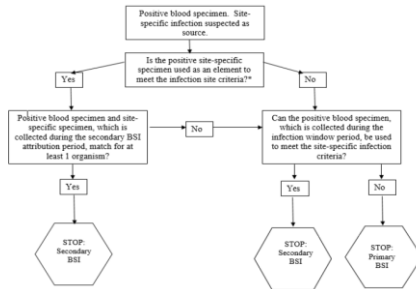 Positive blood specimen. Site-
specific infection suspected as
source.
Is the positive site-specific
specimen used as an element to
meet the infection site criteria?*
Yes
No
Positive blood specimen and site-
specific specimen, which is
collected during the secondary BSI
attribution period, match for at
least 1 organism?
No
Can the positive blood specimen,
which is collected during the
infection window period, be used
to meet the site-specific infection
criteria?
Yes
Yes
No
STOP:
Secondary
BSI
STOP:
Secondary
BSI
STOP:
Primary
BSI